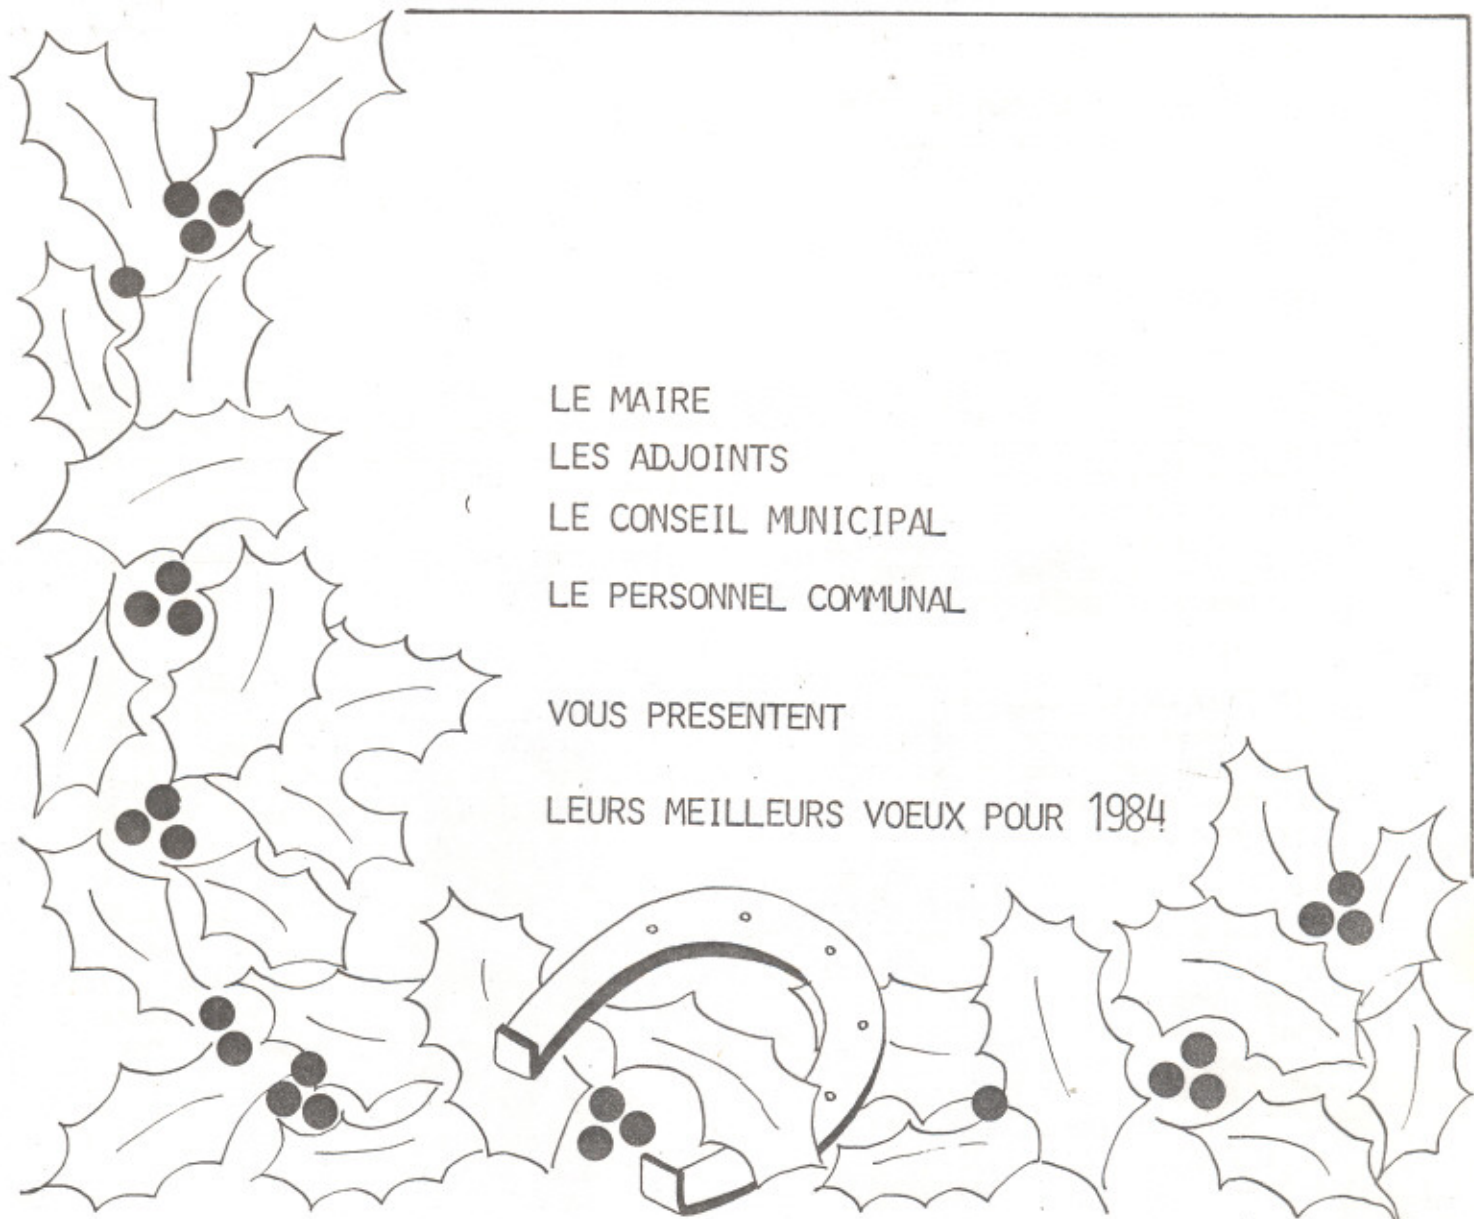 LE MAIRE
LES ADJOINTS
LE CONSEIL MUNICIPAL
LE PERSONNEL COMMUNAL
VOUS PRESENTENT
LEURS MEILLEURS VOEUX POUR 1984